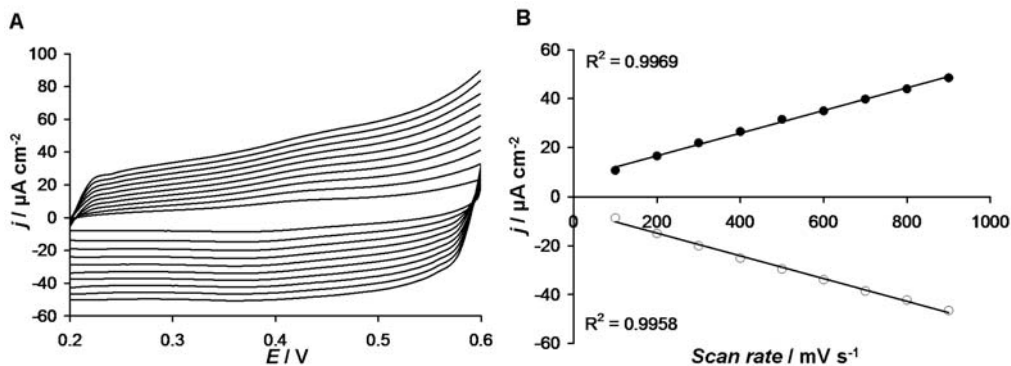 A
100
80
60
40
20
0
-20
-40
-60
j / µA cm⁻²
0.2 0.3 0.4 0.5 0.6
E / V
B
R² = 0.9969
60
40
20
0
-20
-40
-60
j / µA cm⁻²
0 200 400 600 800 1000
R² = 0.9958
Scan rate / mV s⁻¹